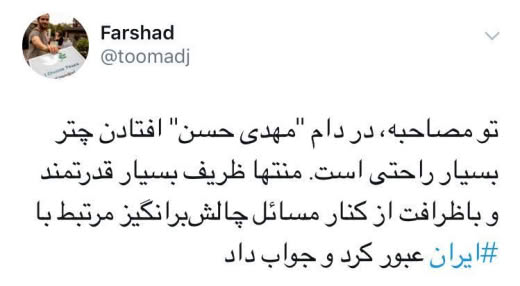 Farshad
@toomadj
تو مصاحبه، در دام "مهدی حسن" افتادن چتر
بسیار راحتی است. منتها ظریف بسیار قدرتمند
و باظرافت از کنار مسائل چالش‌برانگیز مرتبط با
#ایران عبور کرد و جواب داد